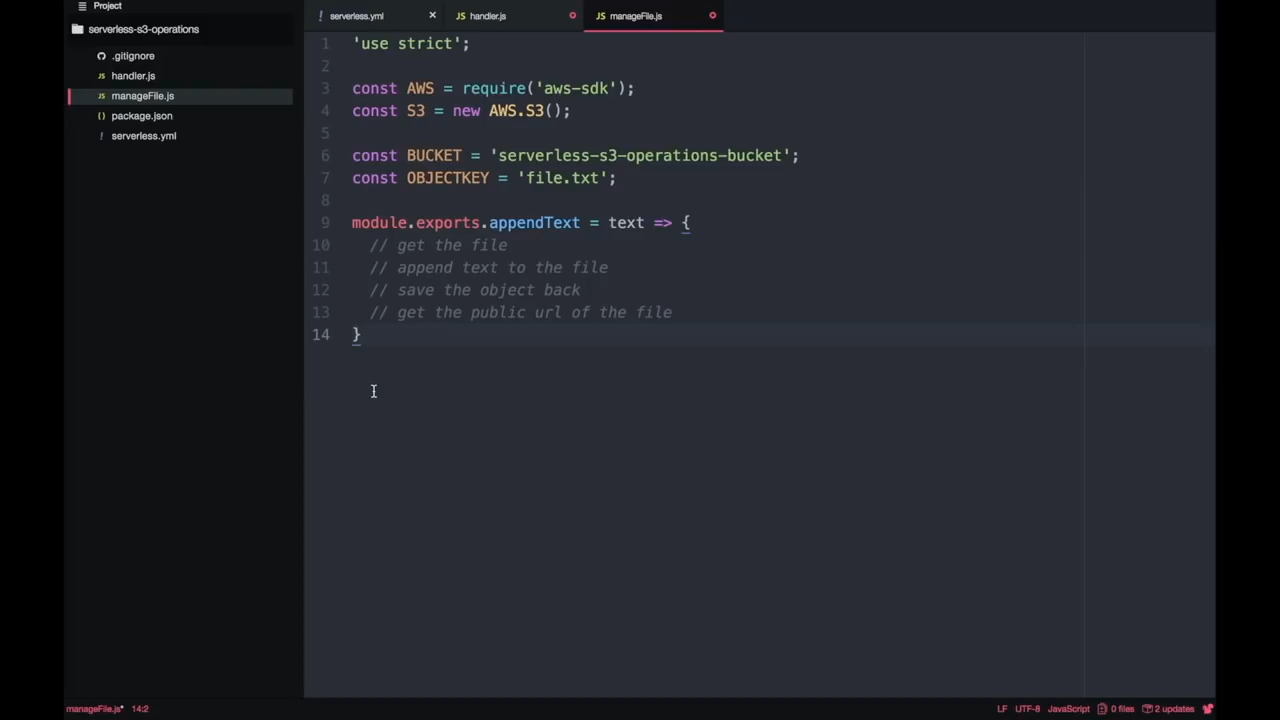 Project
serverless-s3-operations
.gitignore
JS handler.js
JS manageFile.js
{} package.json
! serverless.yml
! serverless.yml ×
JS handler.js
JS manageFile.js
1 'use strict';
2
3 const AWS = require('aws-sdk');
4 const S3 = new AWS.S3();
5
6 const BUCKET = 'serverless-s3-operations-bucket';
7 const OBJECTKEY = 'file.txt';
8
9 module.exports.appendText = text => {
10 // get the file
11 // append text to the file
12 // save the object back
13 // get the public url of the file
14 }
manageFile.js* 14:2
LF UTF-8 JavaScript 0 files 2 updates